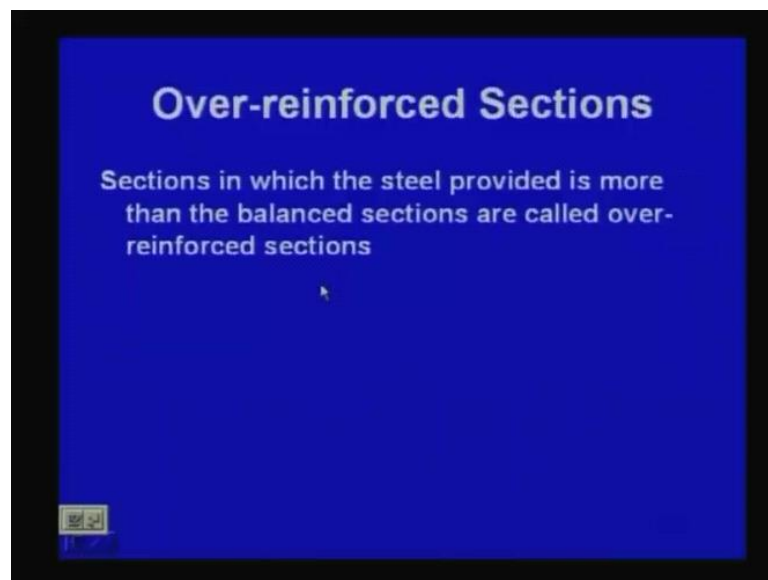 Over-reinforced Sections
Sections in which the steel provided is more
than the balanced sections are called over-
reinforced sections